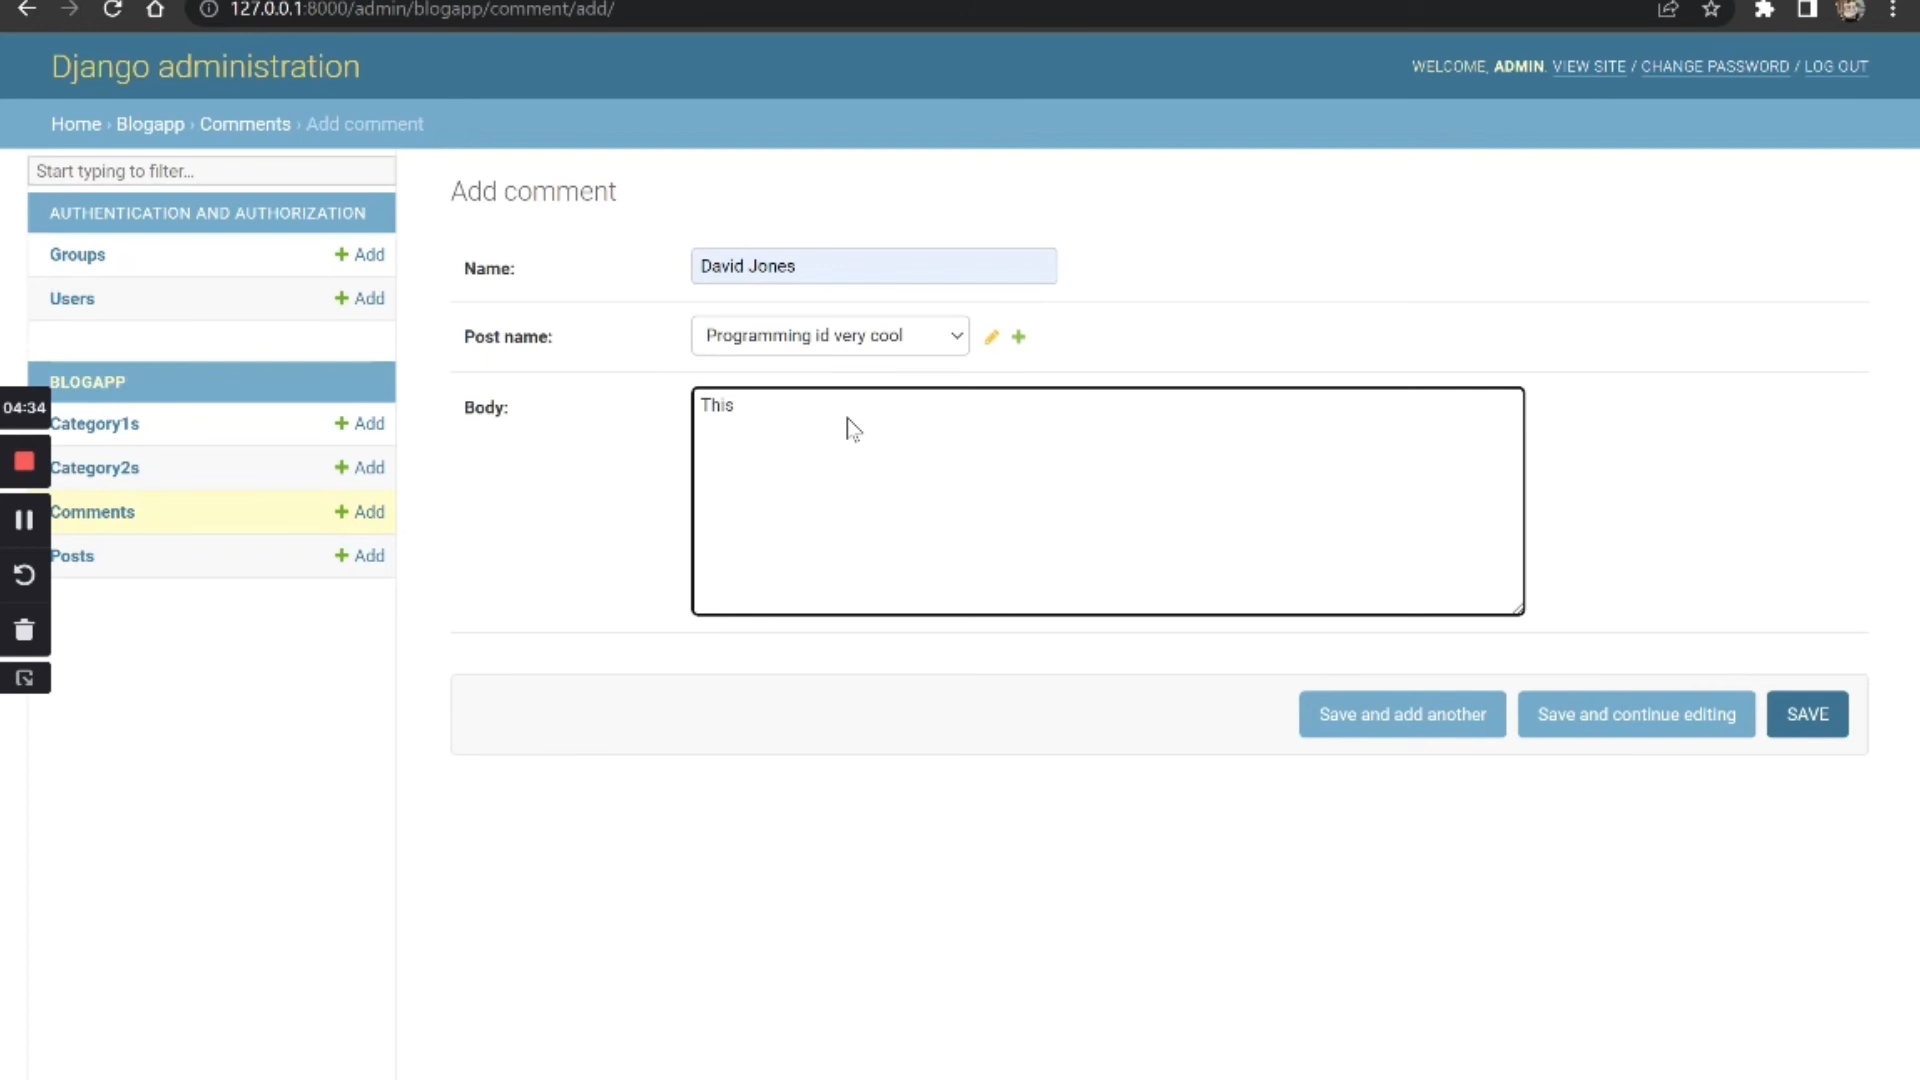 127.0.0.1:8000/admin/blogapp/comment/add/
Django administration
WELCOME, ADMIN. VIEW SITE / CHANGE PASSWORD / LOG OUT
Home › Blogapp › Comments › Add comment
Start typing to filter...
AUTHENTICATION AND AUTHORIZATION
Groups + Add
Users + Add
BLOGAPP
04:34
Category1s + Add
Category2s + Add
Comments + Add
Posts + Add
Add comment
Name: David Jones
Post name: Programming id very cool
Body: This
Save and add another Save and continue editing SAVE